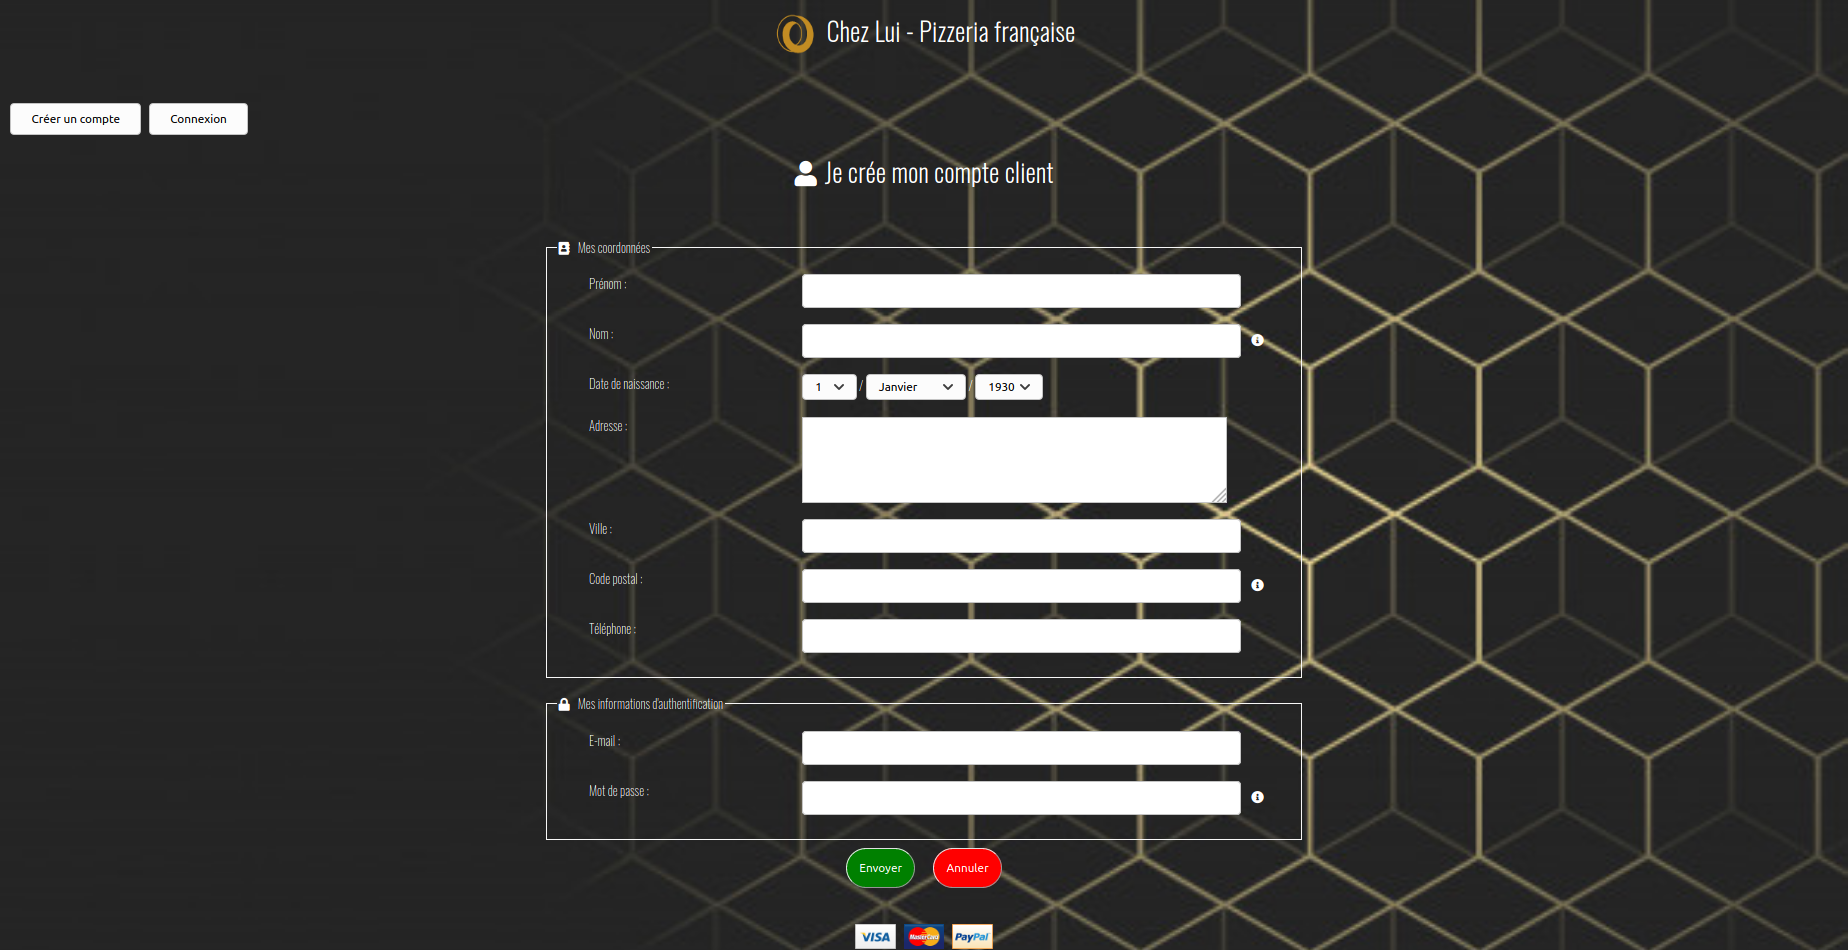 Chez Lui - Pizzeria française
Créer un compte Connexion
Je crée mon compte client
Mes coordonnées
Prénom :
Nom :
Date de naissance : 1 / Janvier / 1930
Adresse :
Ville :
Code postal :
Téléphone :
Mes informations d'authentification
E-mail :
Mot de passe :
Envoyer Annuler
VISA MasterCard PayPal